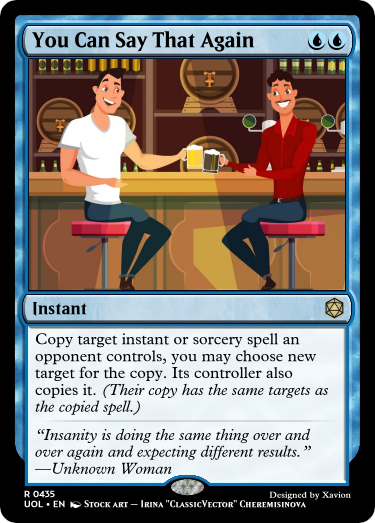 You Can Say That Again
Instant
Copy target instant or sorcery spell an
opponent controls, you may choose new
target for the copy. Its controller also
copies it. (Their copy has the same targets as
the copied spell.)
“Insanity is doing the same thing over and
over again and expecting different results.”
—Unknown Woman
R 0435
Designed by Xavion
UOL • EN Stock art — Irina "ClassicVector" Cheremisinova